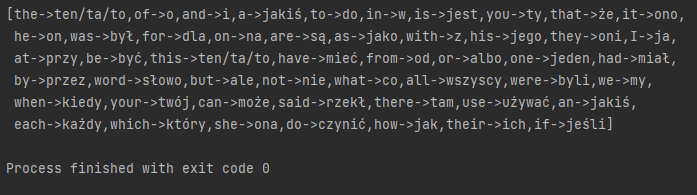 [the->ten/ta/to,of->o,and->i,a->jakiś,to->do,in->w,is->jest,you->ty,that->że,it->ono,
he->on,was->był,for->dla,on->na,are->są,as->jako,with->z,his->jego,they->oni,I->ja,
at->przy,be->być,this->ten/ta/to,have->mieć,from->od,or->albo,one->jeden,had->miał,
by->przez,word->słowo,but->ale,not->nie,what->co,all->wszyscy,were->byli,we->my,
when->kiedy,your->twój,can->może,said->rzekł,there->tam,use->używać,an->jakiś,
each->każdy,which->który,she->ona,do->czynić,how->jak,their->ich,if->jeśli]
Process finished with exit code 0